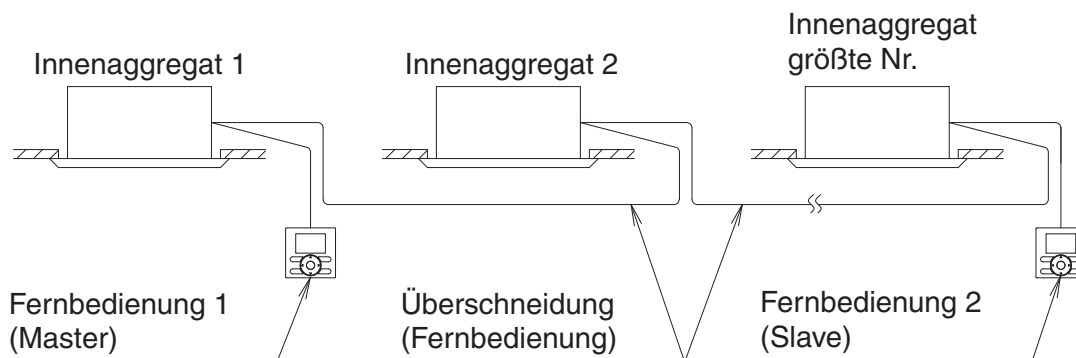 Innenaggregat 1
Innenaggregat 2
Innenaggregat
größte Nr.
Fernbedienung 1
(Master)
Überschneidung
(Fernbedienung)
Fernbedienung 2
(Slave)